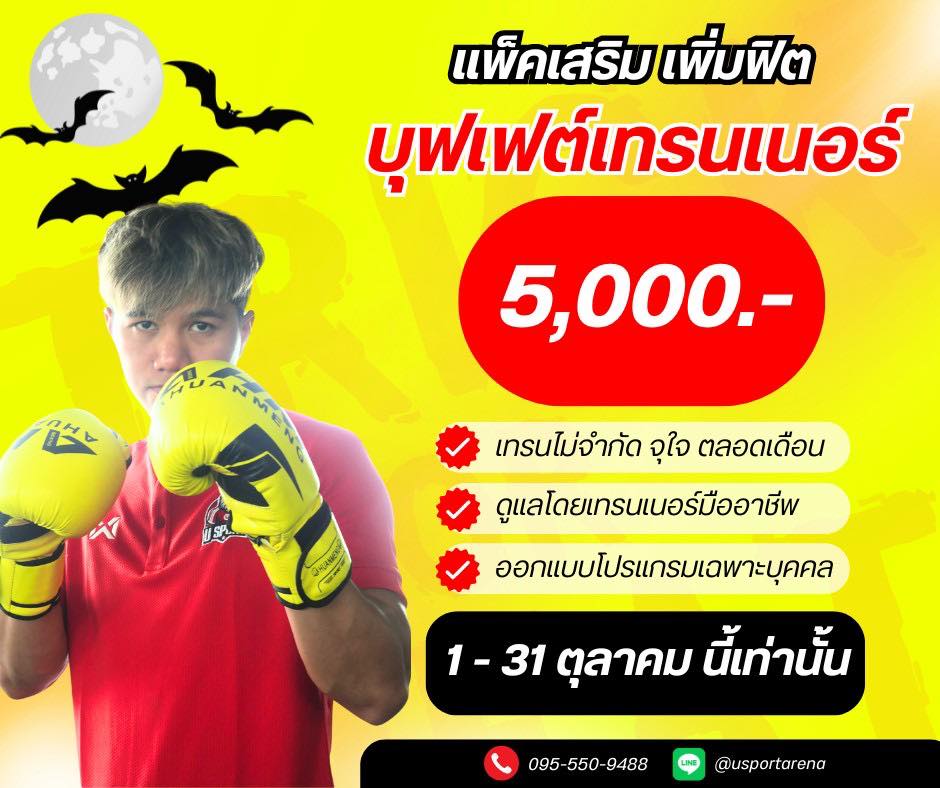 แพ็คเสริม เพิ่มฟิต
บุฟเฟต์เทรนเนอร์
5,000.-
เทรนไม่จำกัด จุใจ ตลอดเดือน
ดูแลโดยเทรนเนอร์มืออาชีพ
ออกแบบโปรแกรมเฉพาะบุคคล
1 - 31 ตุลาคม นี้เท่านั้น
095-550-9488
LINE
@usportarena